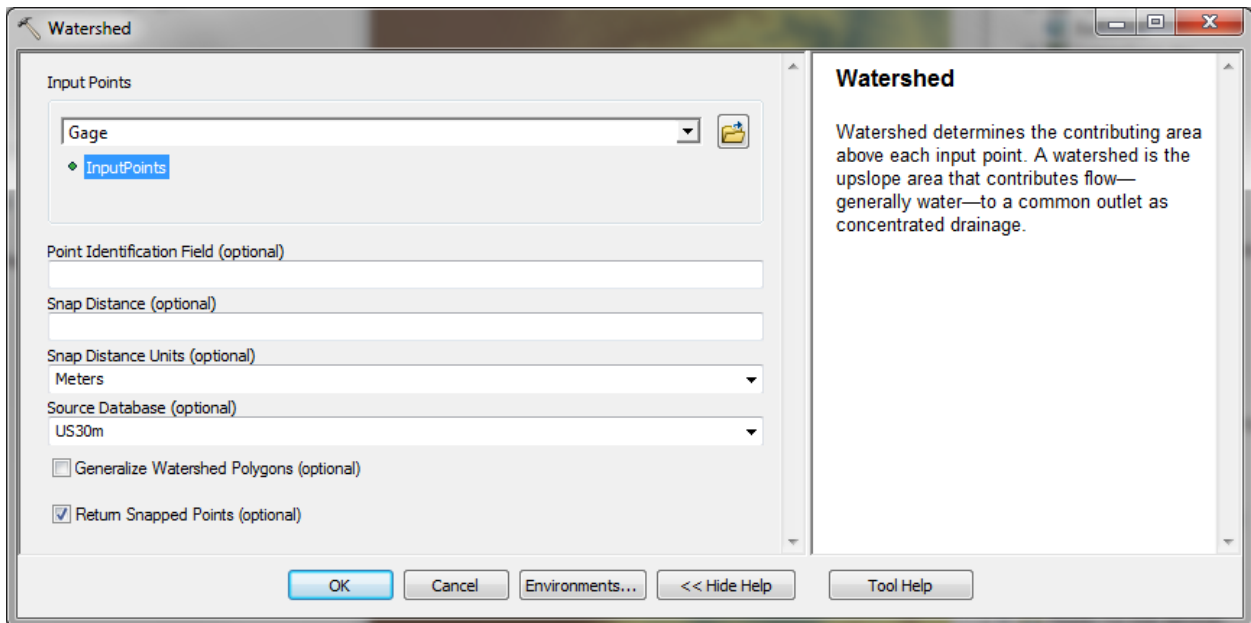 Watershed
Input Points
Gage
InputPoints
Point Identification Field (optional)
Snap Distance (optional)
Snap Distance Units (optional)
Meters
Source Database (optional)
US30m
Generalize Watershed Polygons (optional)
Return Snapped Points (optional)
Watershed
Watershed determines the contributing area
above each input point. A watershed is the
upslope area that contributes flow—
generally water—to a common outlet as
concentrated drainage.
OK
Cancel
Environments...
<< Hide Help
Tool Help